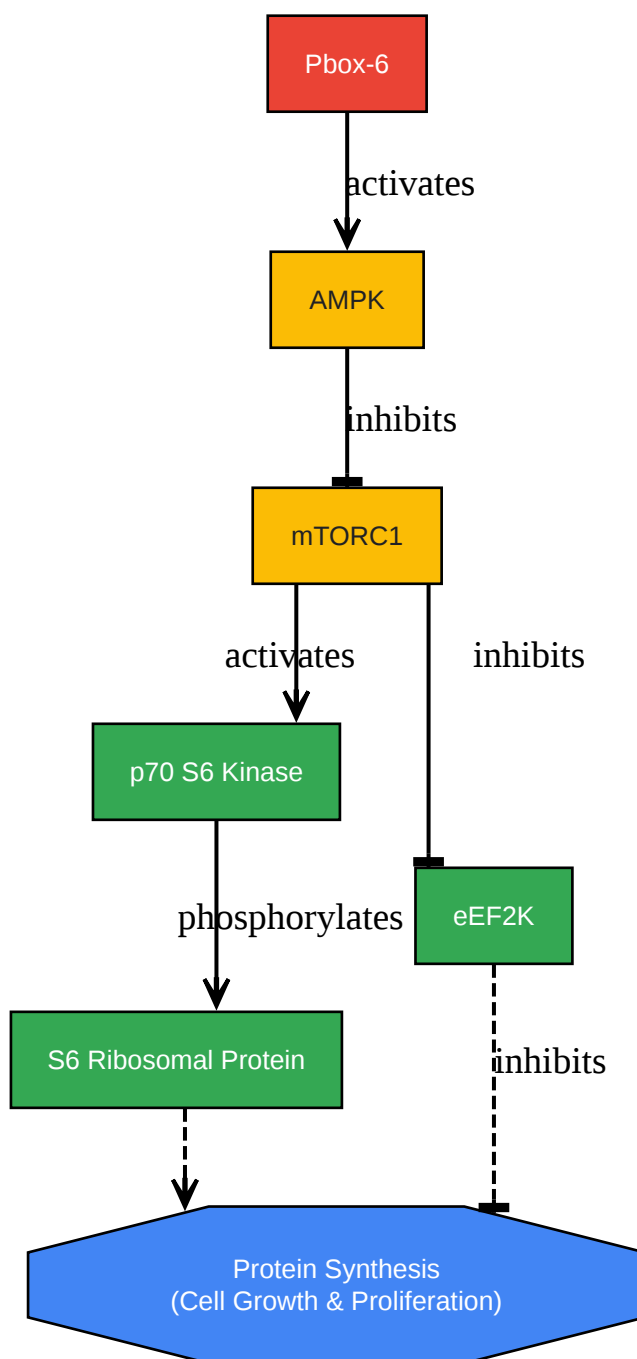 Pbox-6
activates
AMPK
inhibits
mTORC1
activates
inhibits
p70 S6 Kinase
phosphorylates
eEF2K
S6 Ribosomal Protein
inhibits
Protein Synthesis
(Cell Growth & Proliferation)